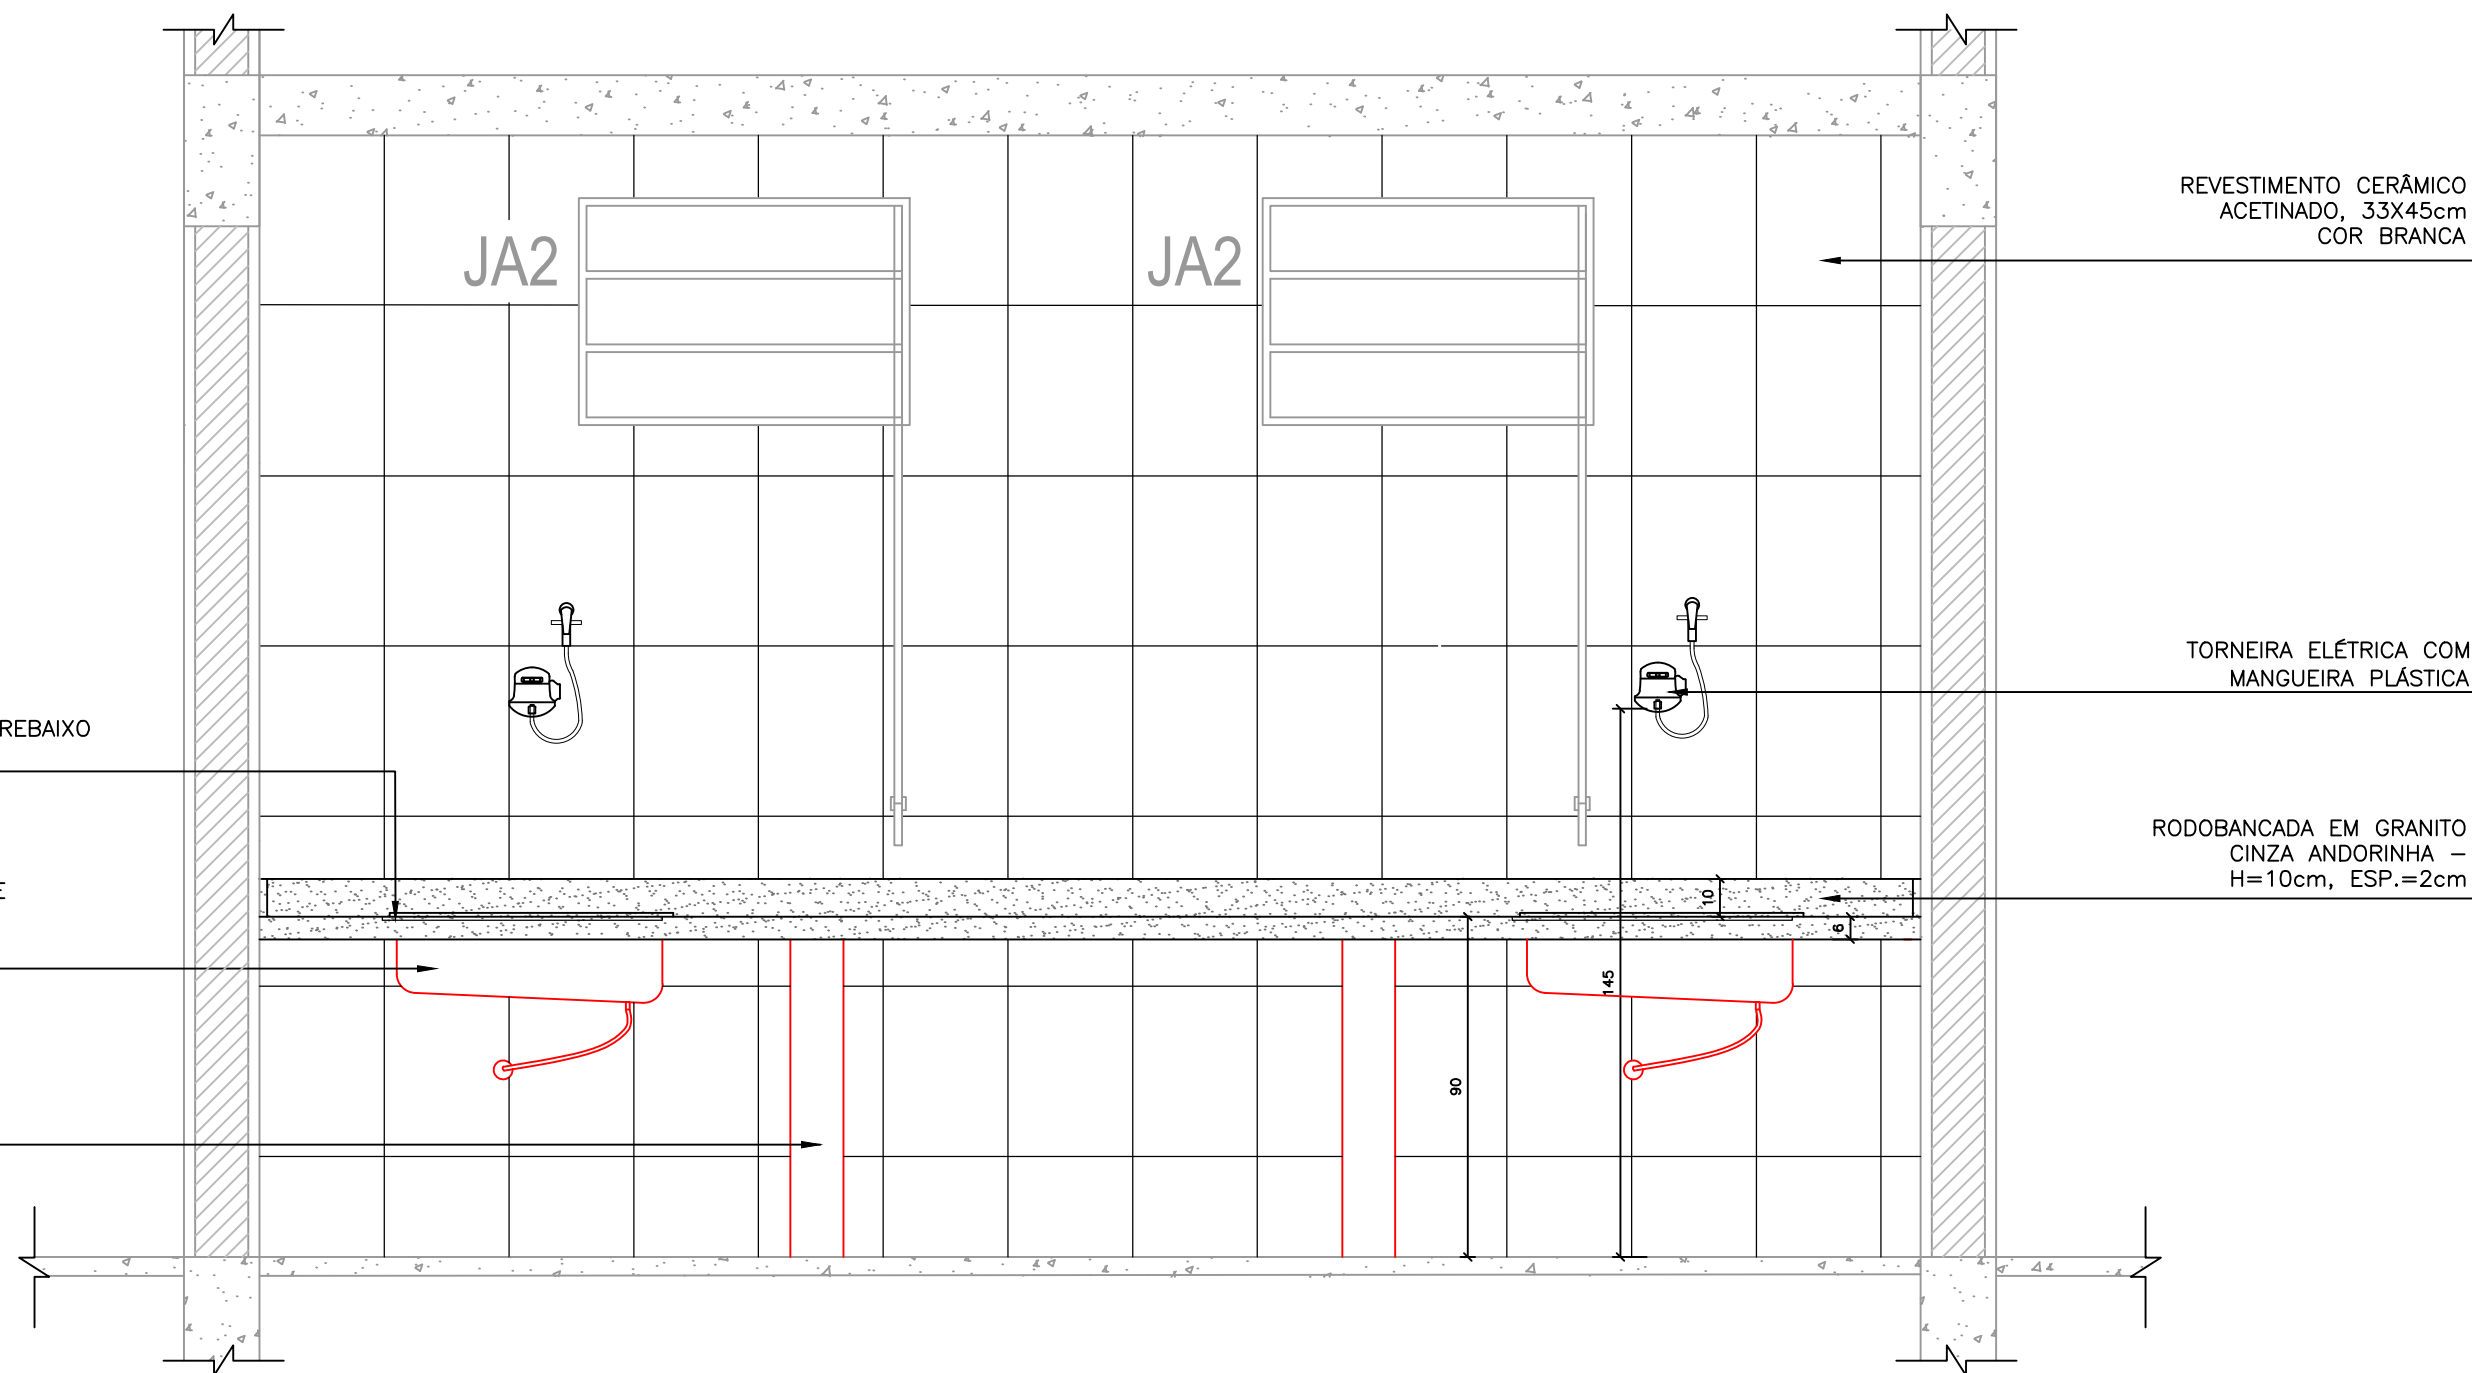 JA2
JA2
REVESTIMENTO CERÂMICO
ACETINADO, 33X45cm
COR BRANCA
TORNEIRA ELÉTRICA COM
MANGUEIRA PLÁSTICA
REBAIXO
RODOBANCADA EM GRANITO
CINZA ANDORINHA –
H=10cm, ESP.=2cm
E
10
6
145
90